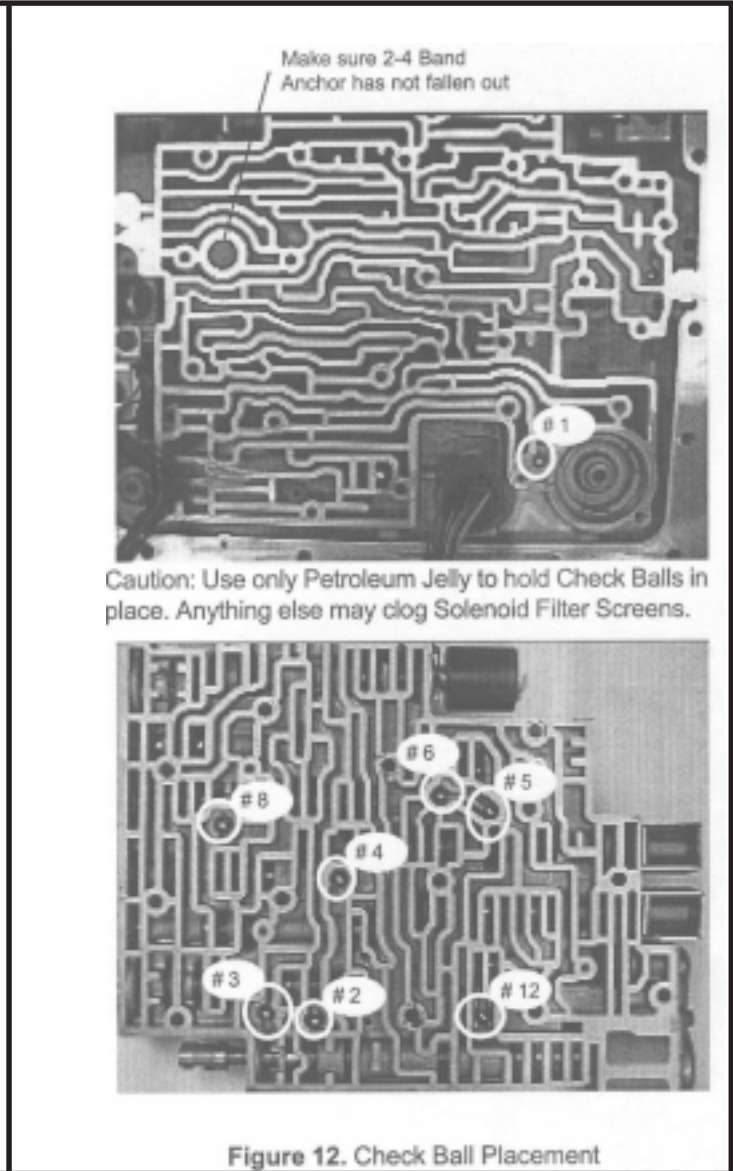 Make sure 2-4 Band
Anchor has not fallen out
#1
Caution: Use only Petroleum Jelly to hold Check Balls in
place. Anything else may clog Solenoid Filter Screens.
#6
#5
#8
#4
#3
#2
#12
Figure 12. Check Ball Placement